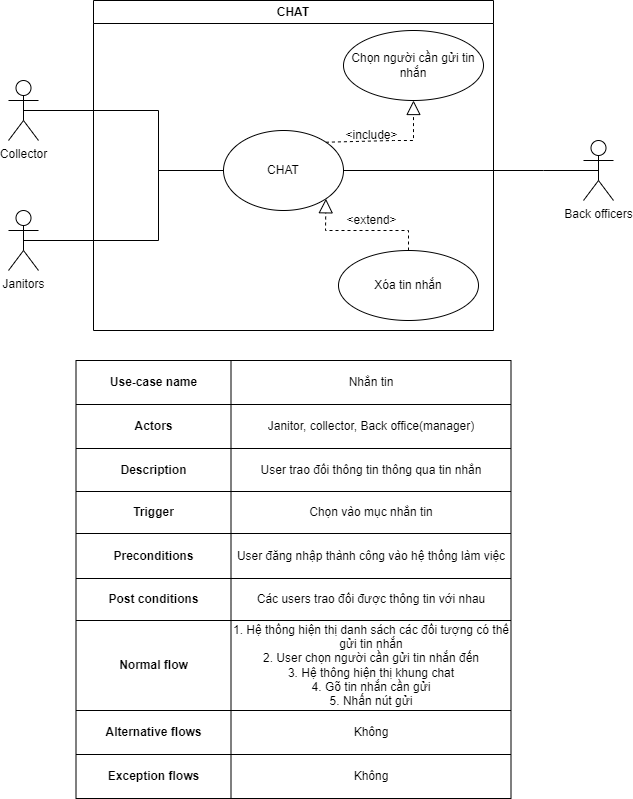 CHAT
Chọn người cần gửi tin
nhắn
<include>
Collector
CHAT
Back officers
<extend>
Janitors
Xóa tin nhắn
Use-case name Nhắn tin
Actors Janitor, collector, Back office(manager)
Description User trao đổi thông tin thông qua tin nhắn
Trigger Chọn vào mục nhắn tin
Preconditions User đăng nhập thành công vào hệ thống làm việc
Post conditions Các users trao đổi được thông tin với nhau
Normal flow
1. Hệ thống hiện thị danh sách các đối tượng có thể
gửi tin nhắn
2. User chọn người cần gửi tin nhắn đến
3. Hệ thống hiện thị khung chat
4. Gõ tin nhắn cần gửi
5. Nhấn nút gửi
Alternative flows Không
Exception flows Không